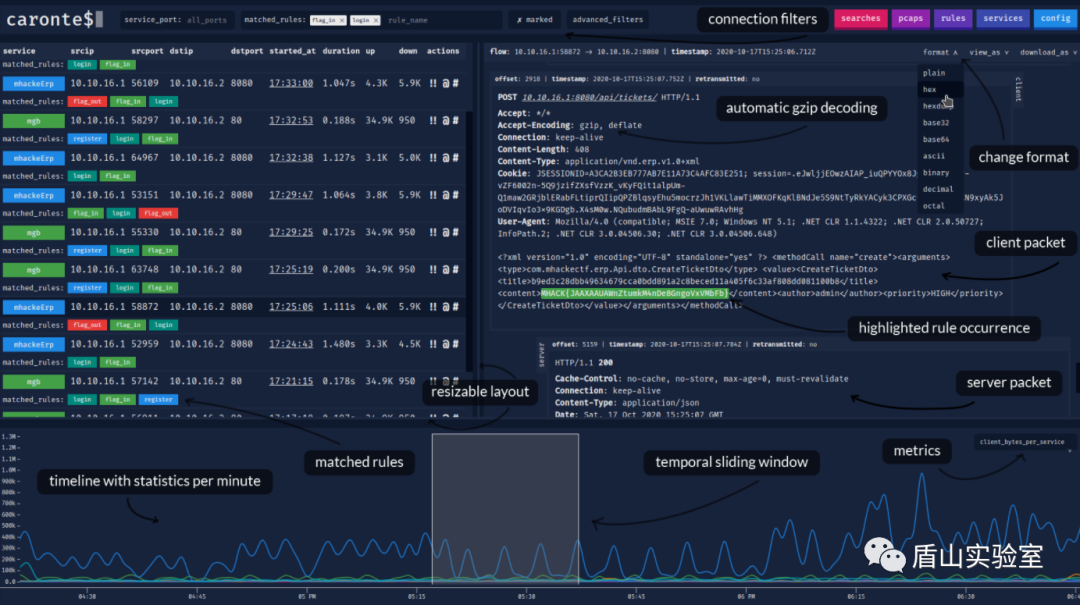 caronte$
service_port: all_ports
matched_rules: flag_in × login × rule_name
✗ marked
advanced_filters
connection filters
searches
pcaps
rules
services
config
service srcip srcport dstip dstport started_at duration up down actions
matched_rules: login flag_in
mhackeErp 10.10.16.1 56109 10.10.16.2 8080 17:33:00 1.047s 4.3K 5.9K !! @ #
matched_rules: flag_out flag_in login
mgb 10.10.16.1 58297 10.10.16.2 80 17:32:53 0.188s 34.9K 950 !! @ #
matched_rules: register login flag_in
mhackeErp 10.10.16.1 64967 10.10.16.2 8080 17:32:38 1.127s 3.1K 5.0K !! @ #
matched_rules: login flag_in
mhackeErp 10.10.16.1 53151 10.10.16.2 8080 17:29:47 1.064s 3.8K 5.9K !! @ #
matched_rules: flag_in login flag_out
mgb 10.10.16.1 55330 10.10.16.2 80 17:29:25 0.172s 34.9K 950 !! @ #
matched_rules: register login flag_in
mgb 10.10.16.1 63748 10.10.16.2 80 17:25:19 0.200s 34.9K 950 !! @ #
matched_rules: register login flag_in
mhackeErp 10.10.16.1 58872 10.10.16.2 8080 17:25:06 1.111s 4.0K 5.9K !! @ #
matched_rules: flag_out flag_in login
mhackeErp 10.10.16.1 52059 10.10.16.2 8080 17:24:43 1.480s 3.3K 4.5K !! @ #
matched_rules: login flag_in
mgb 10.10.16.1 57142 10.10.16.2 80 17:21:15 0.178s 34.9K 950
matched_rules: login flag_in register
flow: 10.10.16.1:58872 → 10.10.16.2:8080 | timestamp: 2020-10-17T15:25:06.712Z
format ∧ view_as ∨ download_as ∨
plain
hex
hexdump
base32
base64
ascii
binary
decimal
octal
client
offset: 2918 | timestamp: 2020-10-17T15:25:07.752Z | retransmitted: no
POST 10.10.16.1:8080/api/tickets/ HTTP/1.1
Accept: */*
Accept-Encoding: gzip, deflate
Connection: keep-alive
Content-Length: 408
Content-Type: application/vnd.erp.v1.0+xml
User-Agent: Mozilla/4.0 (compatible; MSIE 7.0; Windows NT 5.1; .NET CLR 1.1.4322; .NET CLR 2.0.50727;
InfoPath.2; .NET CLR 3.0.04506.30; .NET CLR 3.0.04506.648)
<?xml version="1.0" encoding="UTF-8" standalone="yes" ?> <methodCall name="create"><arguments>
<type>com.mhackectf.erp.Api.dto.CreateTicketDto</type> <value><CreateTicketDto>
<title>b9ed3c28dbb49634679cca0bdd891a2c8beced11a405f6c33af808dd081100b8</title>
</content><author>admin</author><priority>HIGH</priority>
</CreateTicketDto></value></arguments></methodCall>
automatic gzip decoding
change format
client packet
highlighted rule occurrence
server
offset: 5159 | timestamp: 2020-10-17T15:25:07.784Z | retransmitted: no
HTTP/1.1 200
Cache-Control: no-cache, no-store, max-age=0, must-revalidate
Connection: keep-alive
Content-Type: application/json
Date: Sat, 17 Oct 2020 15:25:07 GMT
server packet
resizable layout
matched rules
timeline with statistics per minute
temporal sliding window
metrics
client_bytes_per_service
1.3M
1.2M
1.1M
1.0M
900k
800k
700k
600k
500k
400k
300k
200k
100k
0.0
04:30 04:45 05 PM 05:15 05:30 05:45 06 PM 06:15 06:30
盾山实验室